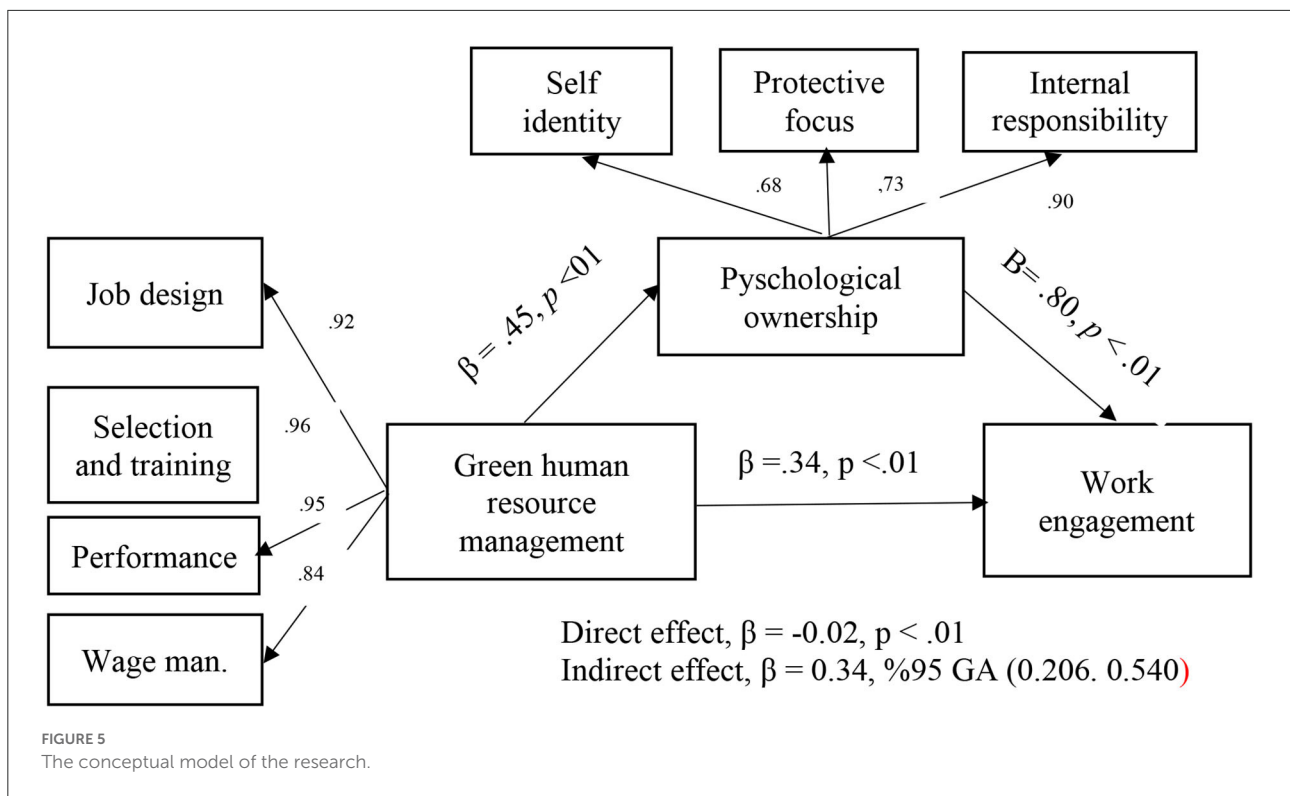 Self
identity
Protective
focus
Internal
responsibility
.68
,73
.90
Job design
.92
Pyschological
ownership
β = .45, p <01
B=.80, p < .01
Selection
and training
.96
.95
Performance
.84
Wage man.
Green human
resource
management
β =.34, p <.01
Work
engagement
Direct effect, β = -0.02, p < .01
Indirect effect, β = 0.34, %95 GA (0.206. 0.540)
FIGURE 5
The conceptual model of the research.